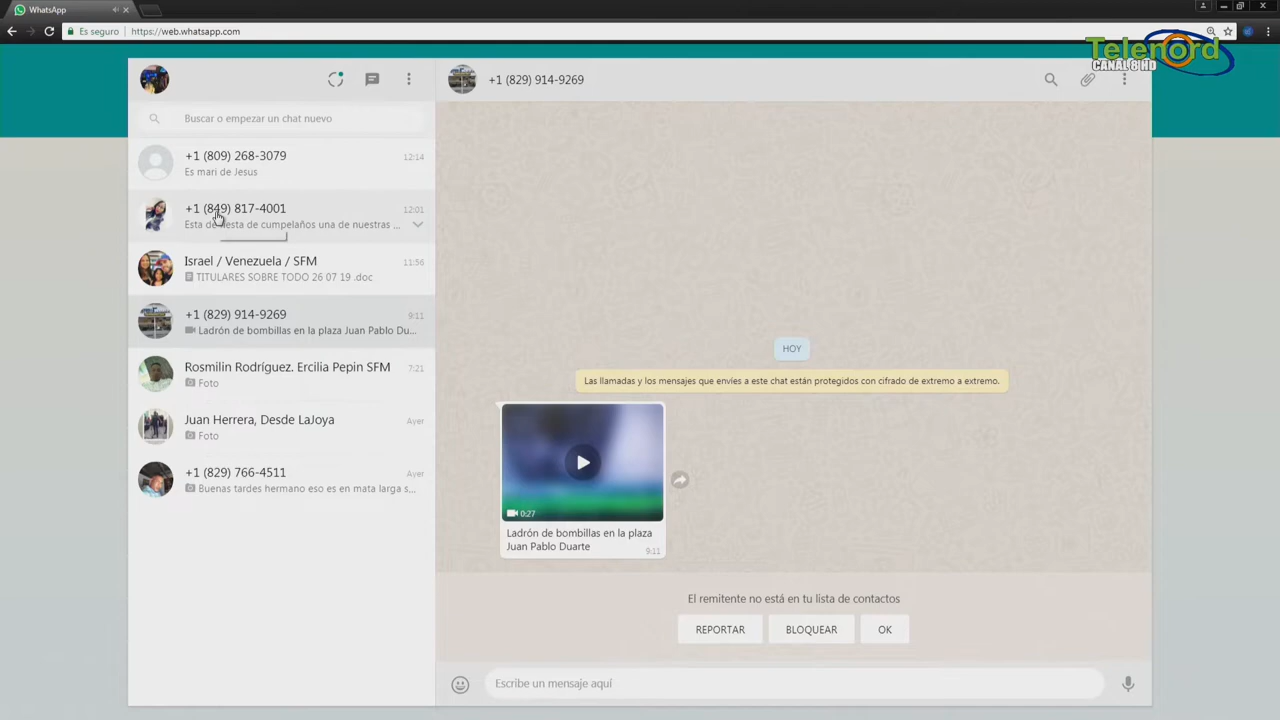 WhatsApp
Es seguro
https://web.whatsapp.com
Telenord
CANAL 8 HD
+1 (829) 914-9269
Buscar o empezar un chat nuevo
+1 (809) 268-3079
12:14
Es mari de Jesus
+1 (849) 817-4001
12:01
Esta de fiesta de cumpelaños una de nuestras ...
Israel / Venezuela / SFM
11:56
TITULARES SOBRE TODO 26 07 19 .doc
+1 (829) 914-9269
9:11
Ladrón de bombillas en la plaza Juan Pablo Du...
Rosmilin Rodríguez. Ercilia Pepin SFM
7:21
Foto
Juan Herrera, Desde LaJoya
Ayer
Foto
+1 (829) 766-4511
Ayer
Buenas tardes hermano eso es en mata larga s...
HOY
Las llamadas y los mensajes que envíes a este chat están protegidos con cifrado de extremo a extremo.
0:27
Ladrón de bombillas en la plaza
Juan Pablo Duarte
9:11
El remitente no está en tu lista de contactos
REPORTAR
BLOQUEAR
OK
Escribe un mensaje aquí